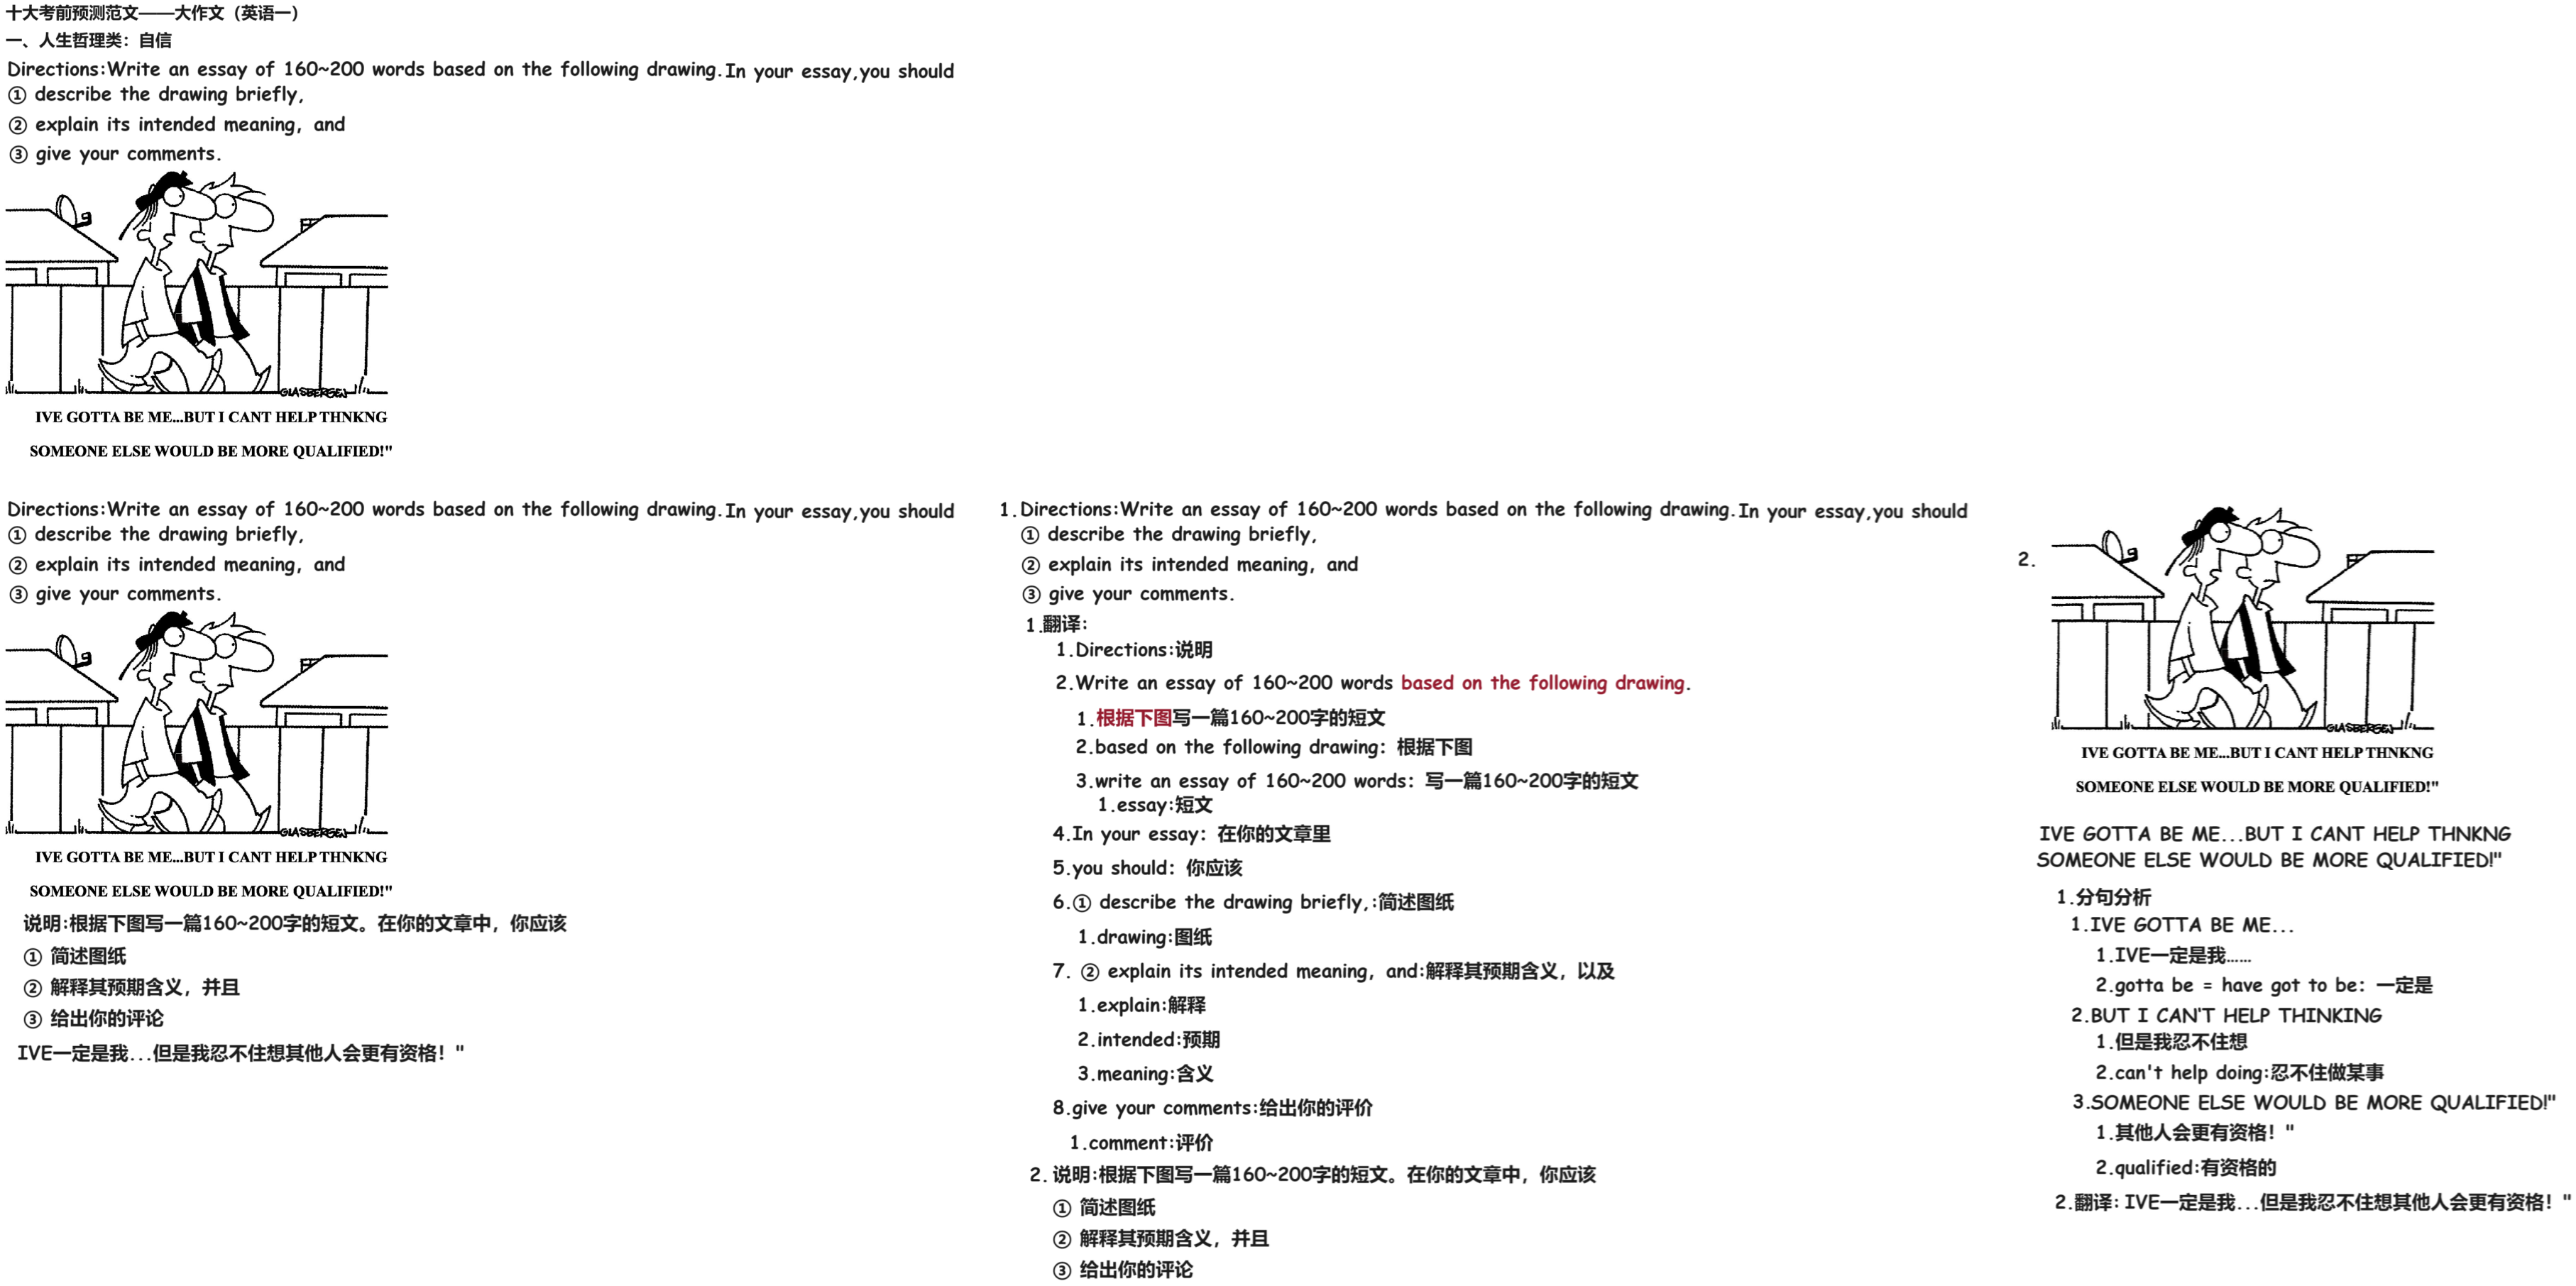 十大考前预测范文——大作文（英语一）
一、人生哲理类：自信
Directions:Write an essay of 160~200 words based on the following drawing.In your essay,you should
① describe the drawing briefly,
② explain its intended meaning, and
③ give your comments.
GLASBERGEN
IVE GOTTA BE ME...BUT I CANT HELP THNKNG
SOMEONE ELSE WOULD BE MORE QUALIFIED!"
Directions:Write an essay of 160~200 words based on the following drawing.In your essay,you should
① describe the drawing briefly,
② explain its intended meaning, and
③ give your comments.
GLASBERGEN
IVE GOTTA BE ME...BUT I CANT HELP THNKNG
SOMEONE ELSE WOULD BE MORE QUALIFIED!"
说明:根据下图写一篇160~200字的短文。在你的文章中，你应该
① 简述图纸
② 解释其预期含义，并且
③ 给出你的评论
IVE一定是我...但是我忍不住想其他人会更有资格！"
1.Directions:Write an essay of 160~200 words based on the following drawing.In your essay,you should
① describe the drawing briefly,
② explain its intended meaning, and
③ give your comments.
1.翻译:
1.Directions:说明
2.Write an essay of 160~200 words based on the following drawing.
1.根据下图写一篇160~200字的短文
2.based on the following drawing: 根据下图
3.write an essay of 160~200 words: 写一篇160~200字的短文
1.essay:短文
4.In your essay: 在你的文章里
5.you should: 你应该
6.① describe the drawing briefly,:简述图纸
1.drawing:图纸
7. ② explain its intended meaning, and:解释其预期含义，以及
1.explain:解释
2.intended:预期
3.meaning:含义
8.give your comments:给出你的评价
1.comment:评价
2. 说明:根据下图写一篇160~200字的短文。在你的文章中，你应该
① 简述图纸
② 解释其预期含义，并且
③ 给出你的评论
2.
GLASBERGEN
IVE GOTTA BE ME...BUT I CANT HELP THNKNG
SOMEONE ELSE WOULD BE MORE QUALIFIED!"
IVE GOTTA BE ME...BUT I CANT HELP THNKNG
SOMEONE ELSE WOULD BE MORE QUALIFIED!"
1.分句分析
1.IVE GOTTA BE ME...
1.IVE一定是我……
2.gotta be = have got to be: 一定是
2.BUT I CAN'T HELP THINKING
1.但是我忍不住想
2.can't help doing:忍不住做某事
3.SOMEONE ELSE WOULD BE MORE QUALIFIED!"
1.其他人会更有资格！"
2.qualified:有资格的
2.翻译: IVE一定是我...但是我忍不住想其他人会更有资格！"